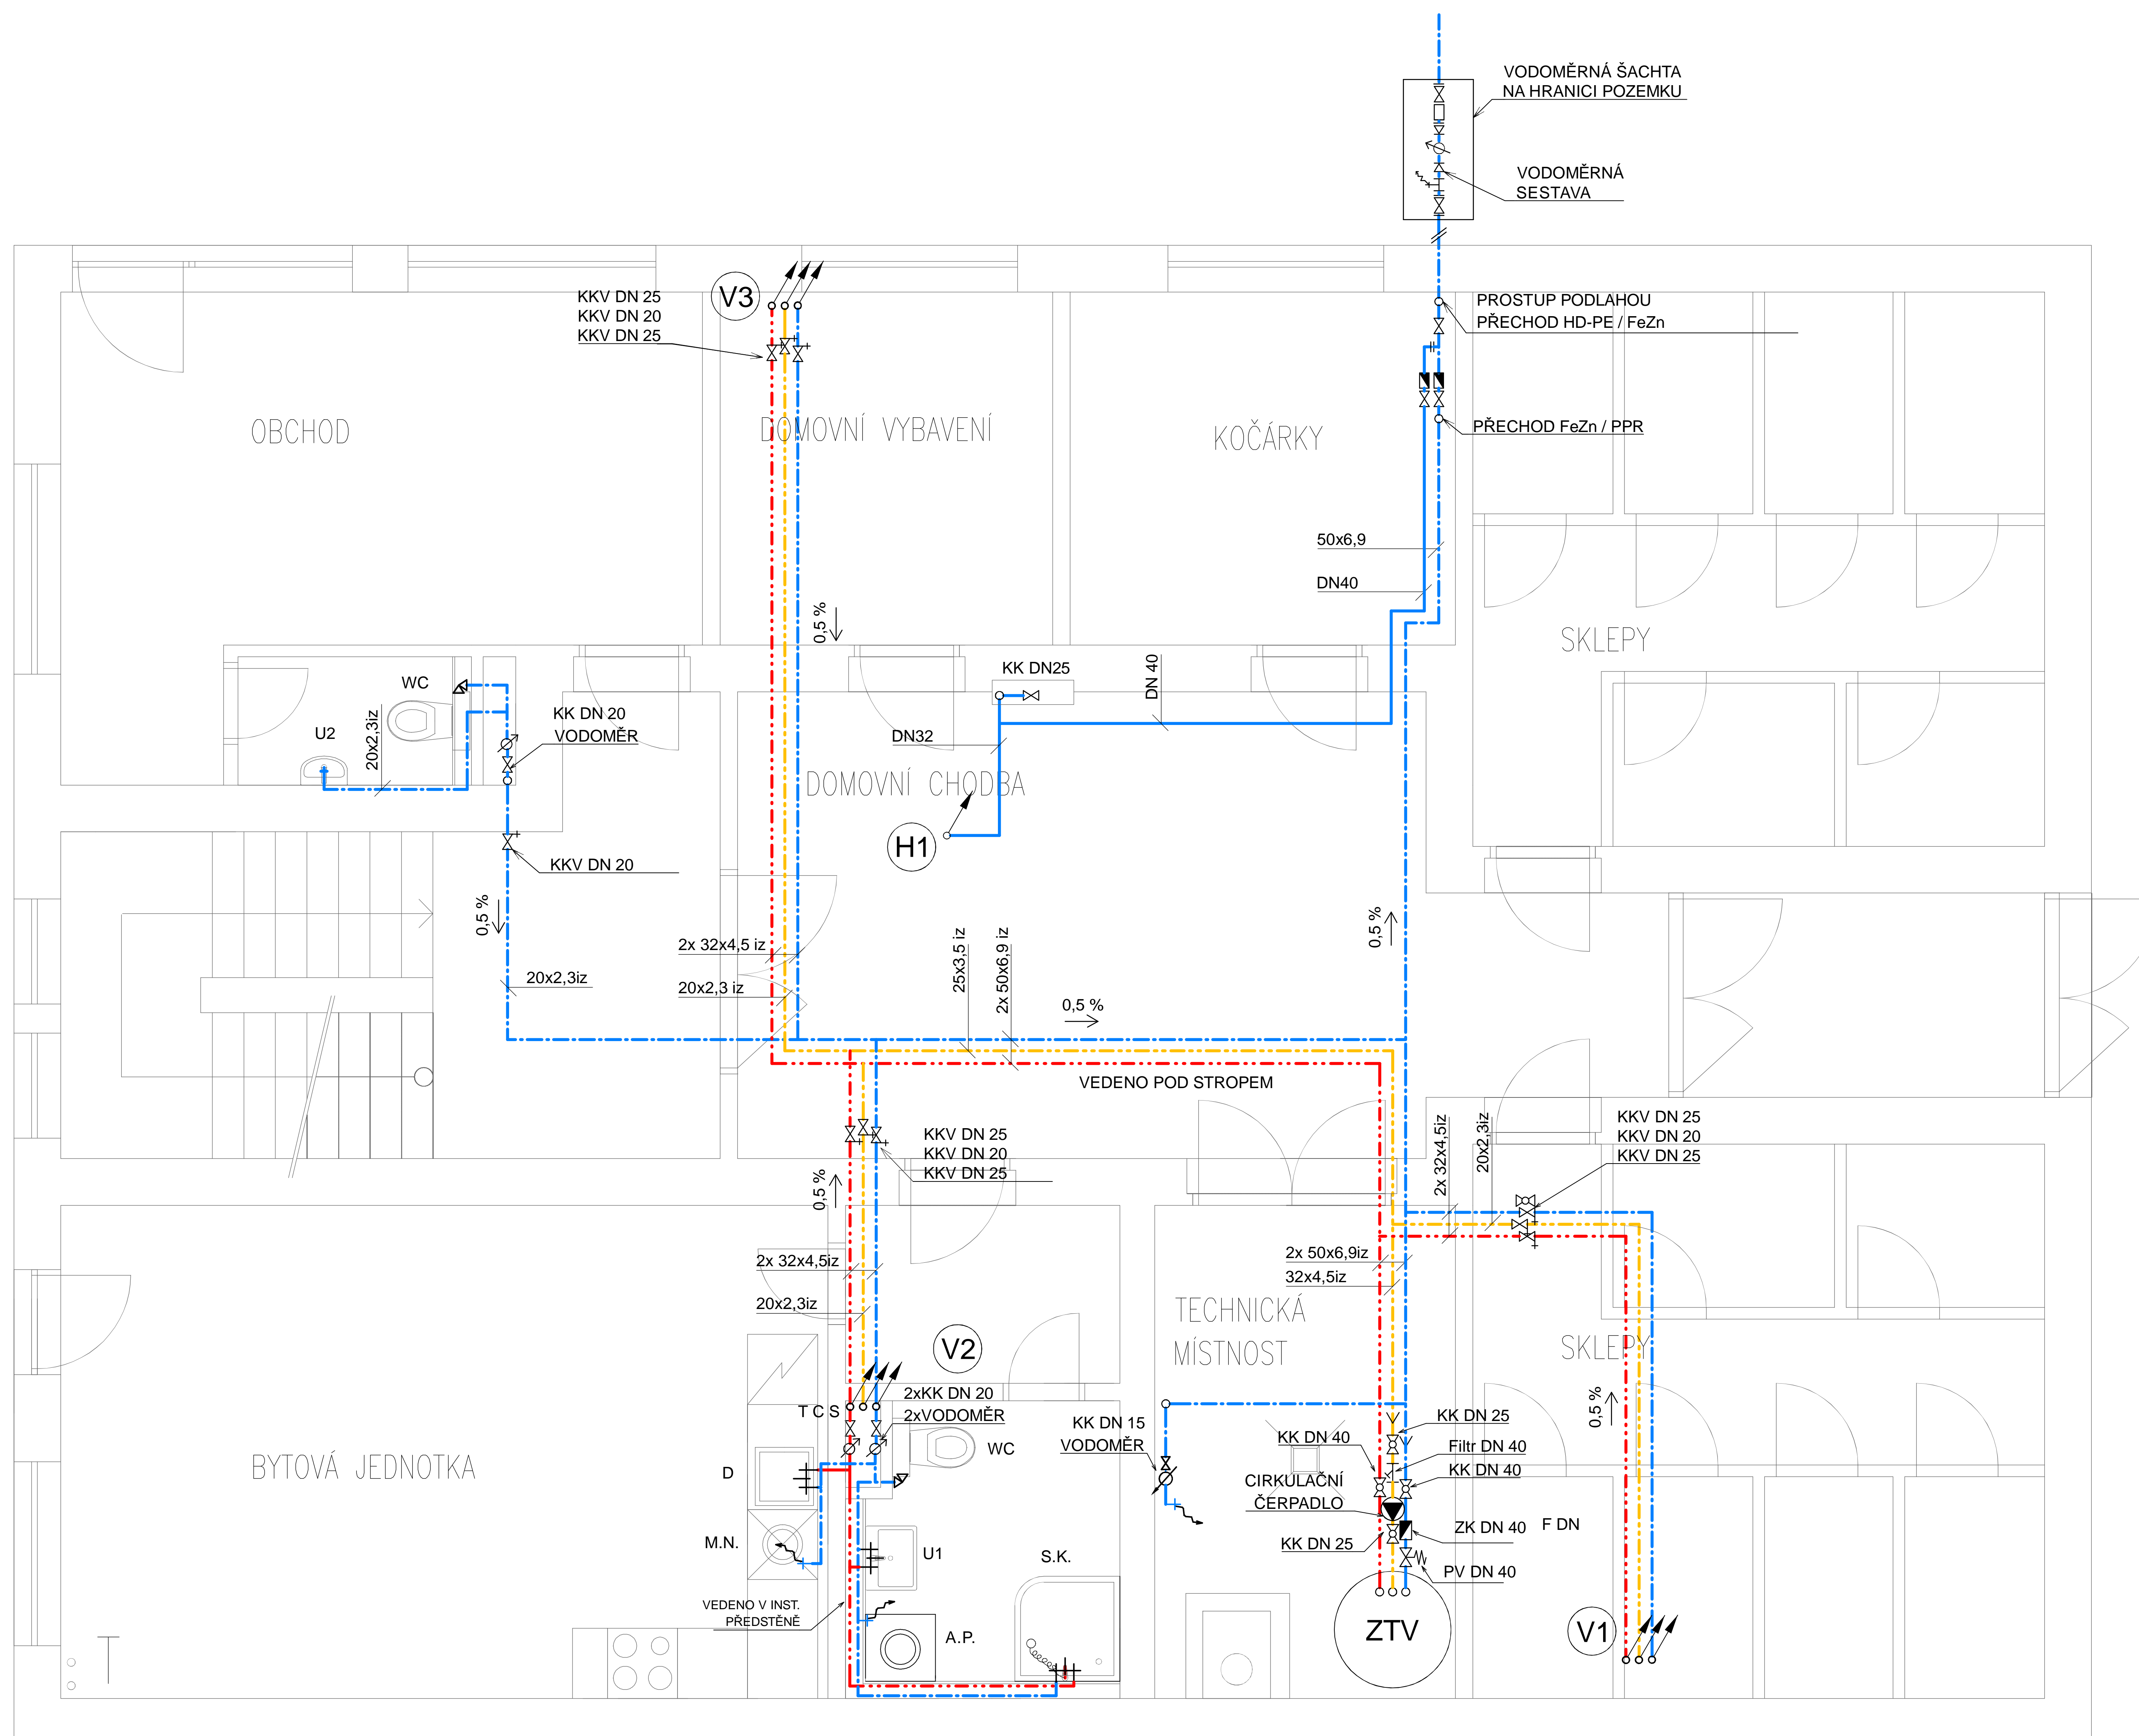 VODOMĚRNÁ ŠACHTA
NA HRANICI POZEMKU
VODOMĚRNÁ
SESTAVA
KKV DN 25
KKV DN 20
KKV DN 25
V3
PROSTUP PODLAHOU
PŘECHOD HD-PE / FeZn
PŘECHOD FeZn / PPR
OBCHOD
DOMOVNÍ VYBAVENÍ
KOČÁRKY
50x6,9
DN40
0,5 %
SKLEPY
WC
KK DN25
DN 40
20x2,3iz
U2
KK DN 20
VODOMĚR
DN32
DOMOVNÍ CHODBA
H1
KKV DN 20
0,5 %
0,5 %
2x 32x4,5 iz
20x2,3iz
20x2,3 iz
25x3,5 iz
2x 50x6,9 iz
0,5 %
VEDENO POD STROPEM
KKV DN 25
KKV DN 20
KKV DN 25
2x 32x4,5iz
20x2,3iz
KKV DN 25
KKV DN 20
KKV DN 25
0,5 %
2x 32x4,5iz
20x2,3iz
2x 50x6,9iz
32x4,5iz
TECHNICKÁ
MÍSTNOST
V2
SKLEPY
T C S
2xKK DN 20
2xVODOMĚR
WC
KK DN 15
VODOMĚR
0,5 %
KK DN 25
KK DN 40
Filtr DN 40
KK DN 40
BYTOVÁ JEDNOTKA
D
CIRKULAČNÍ
ČERPADLO
ZK DN 40
F DN
KK DN 25
M.N.
U1
S.K.
PV DN 40
VEDENO V INST.
PŘEDSTĚNĚ
A.P.
ZTV
V1